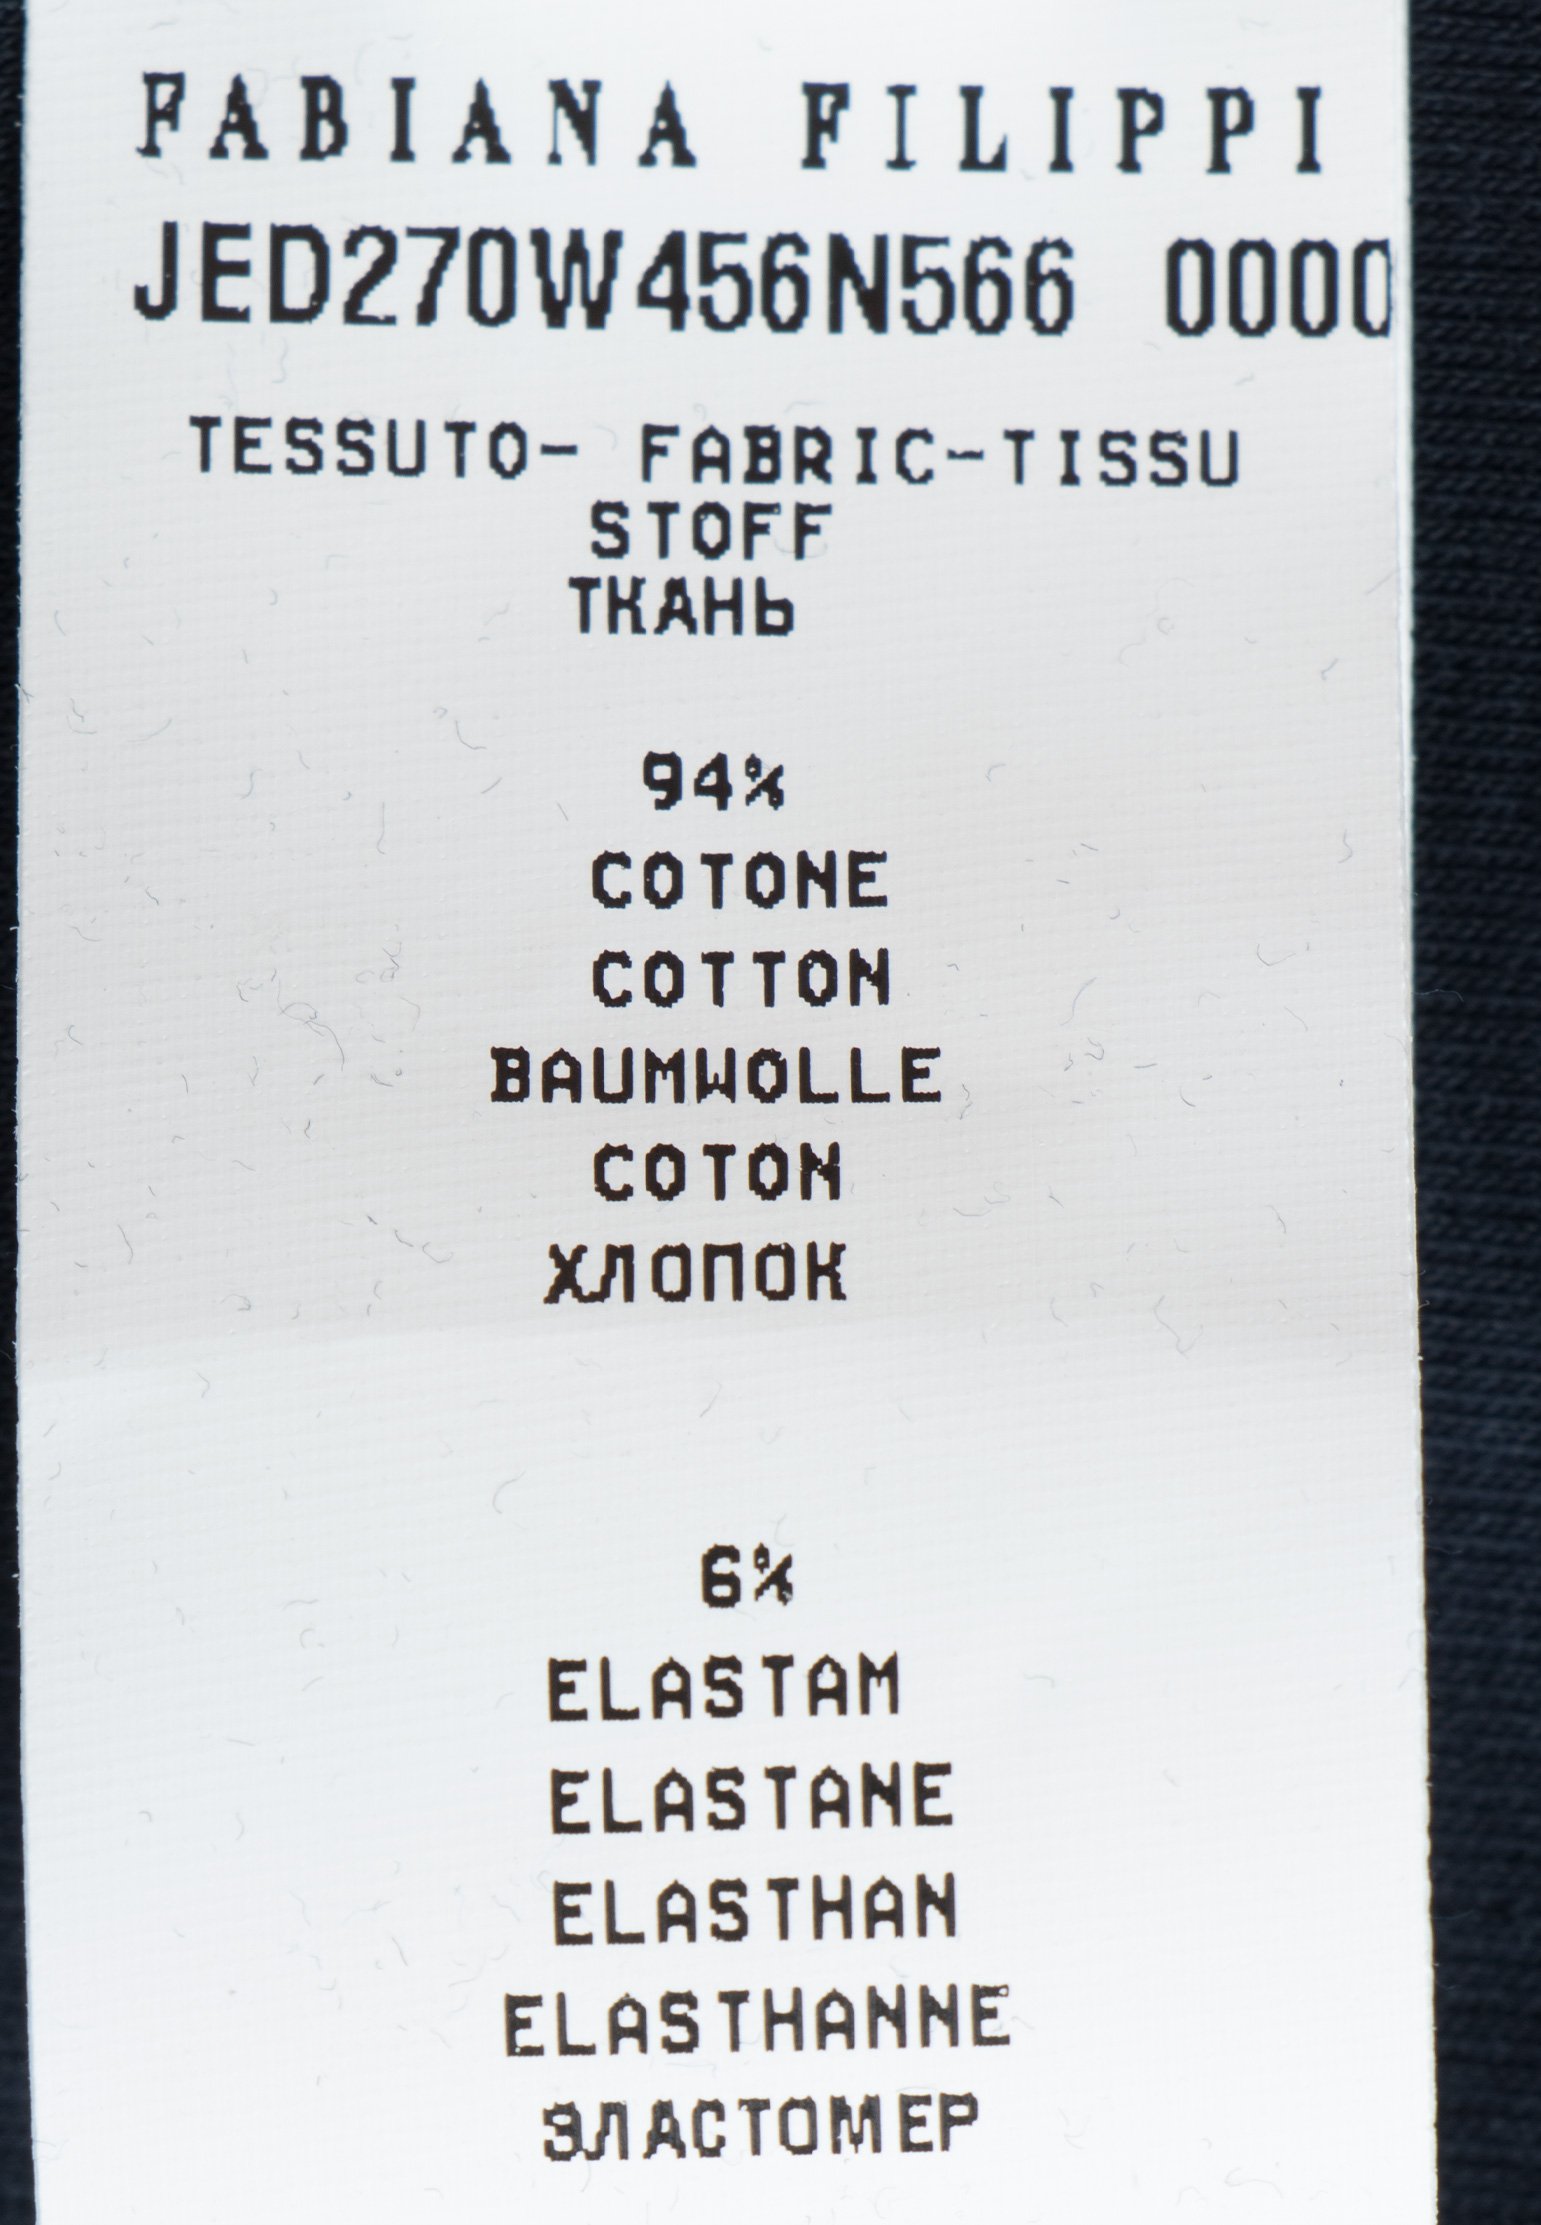 FABIANA FILIPPI
JED270W456N566 0000
TESSUTO- FABRIC-TISSU
STOFF
ТКАНЬ
94%
COTONE
COTTON
BAUMWOLLE
COTON
ХЛОПОК
6%
ELASTAM
ELASTANE
ELASTHAN
ELASTHANNE
ЭЛАСТОМЕР